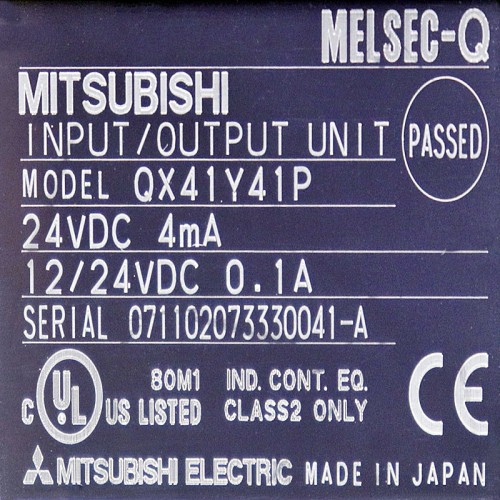 MELSEC-Q
MITSUBISHI
INPUT/OUTPUT UNIT
PASSED
MODEL QX41Y41P
24VDC 4mA
12/24VDC 0.1A
SERIAL 071102073330041-A
C UL US LISTED 80M1 IND. CONT. EQ. CLASS2 ONLY
CE
MITSUBISHI ELECTRIC MADE IN JAPAN